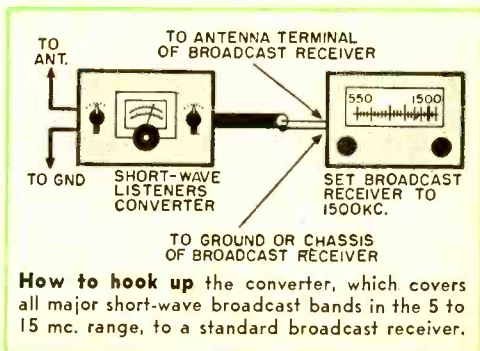 TO
ANT.
TO ANTENNA TERMINAL
OF BROADCAST RECEIVER
550 1500
TO GND
SHORT-WAVE
LISTENERS
CONVERTER
SET BROADCAST
RECEIVER TO
1500KC.
TO GROUND OR CHASSIS
OF BROADCAST RECEIVER
How to hook up the converter, which covers
all major short-wave broadcast bands in the 5 to
15 mc. range, to a standard broadcast receiver.